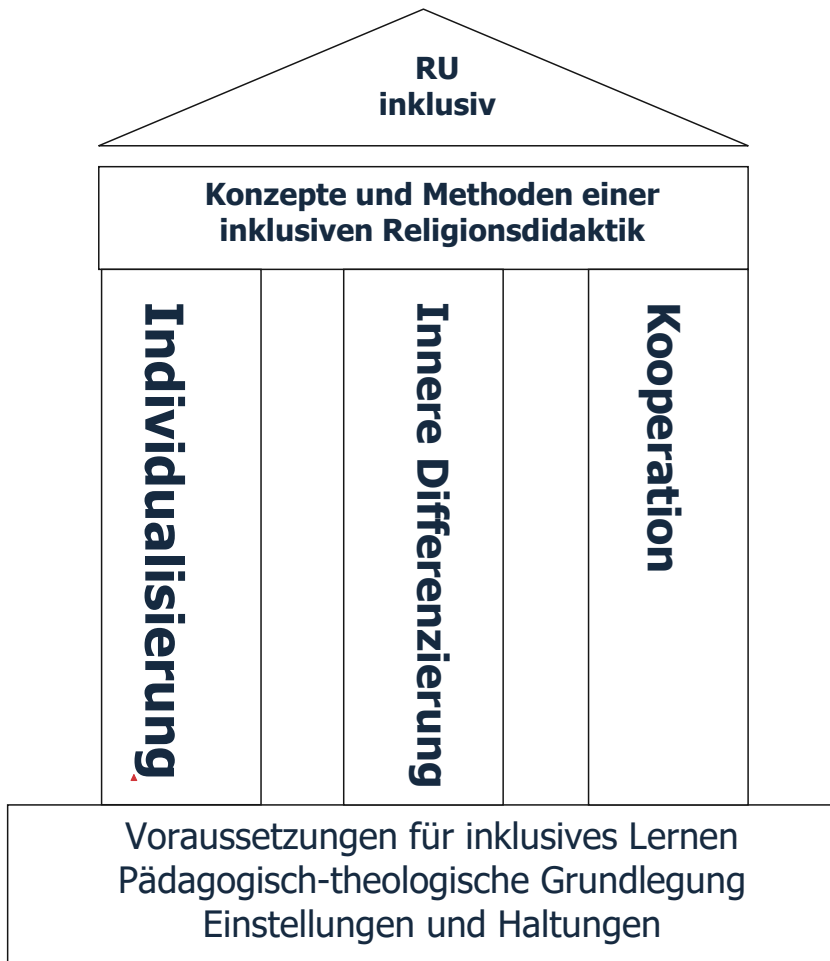 RU
inklusiv
Konzepte und Methoden einer
inklusiven Religionsdidaktik
Individualisierung
Innere Differenzierung
Kooperation
Voraussetzungen für inklusives Lernen
Pädagogisch-theologische Grundlegung
Einstellungen und Haltungen